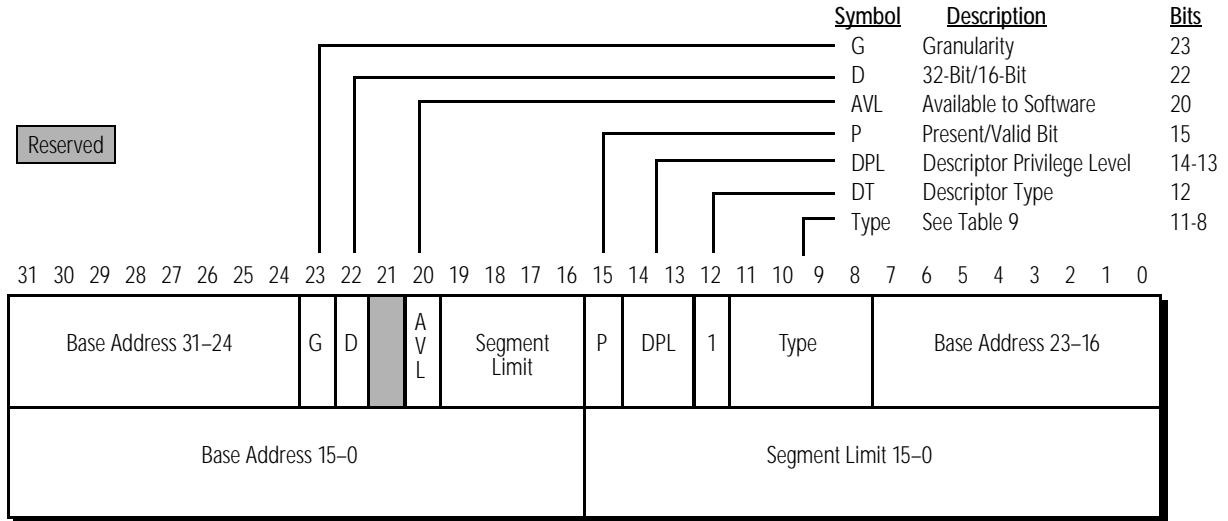 Symbol Description Bits
G Granularity 23
D 32-Bit/16-Bit 22
AVL Available to Software 20
Reserved
P Present/Valid Bit 15
DPL Descriptor Privilege Level 14-13
DT Descriptor Type 12
Type See Table 9 11-8
31 30 29 28 27 26 25 24 23 22 21 20 19 18 17 16 15 14 13 12 11 10 9 8 7 6 5 4 3 2 1 0
Base Address 31–24 G D A V L Segment Limit P DPL 1 Type Base Address 23–16
Base Address 15–0 Segment Limit 15–0